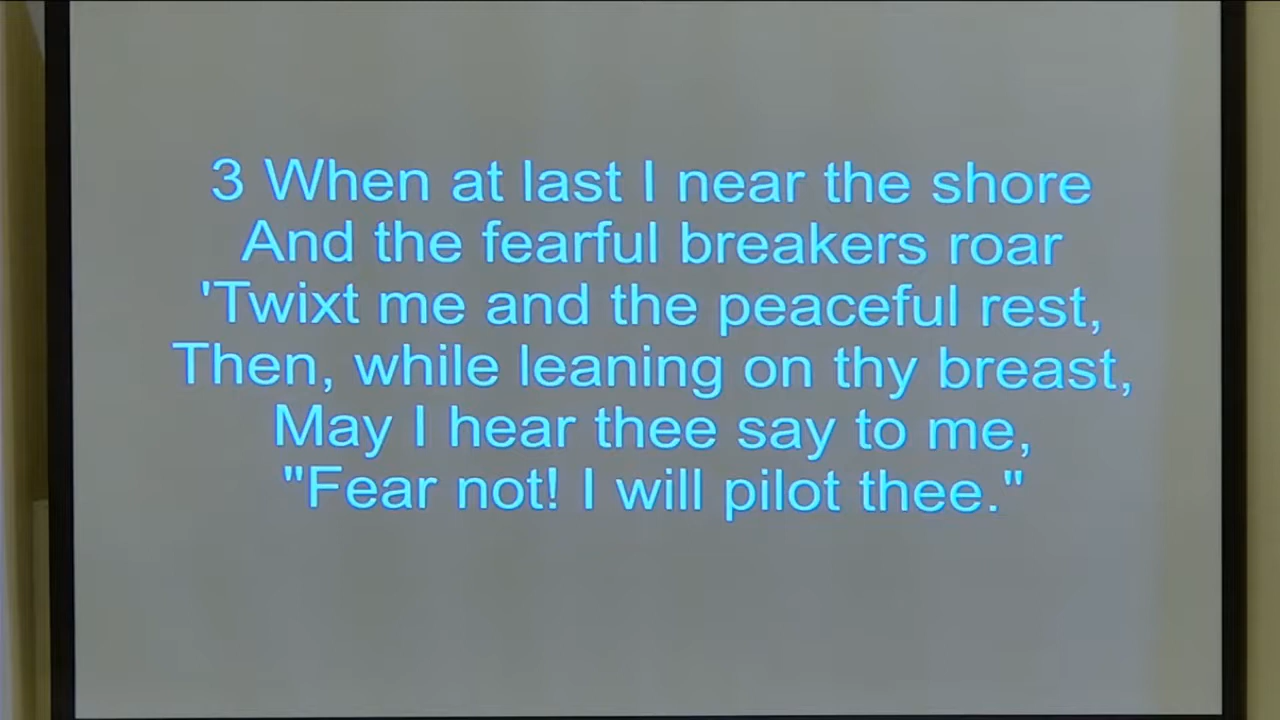 3 When at last I near the shore
And the fearful breakers roar
'Twixt me and the peaceful rest,
Then, while leaning on thy breast,
May I hear thee say to me,
"Fear not! I will pilot thee."